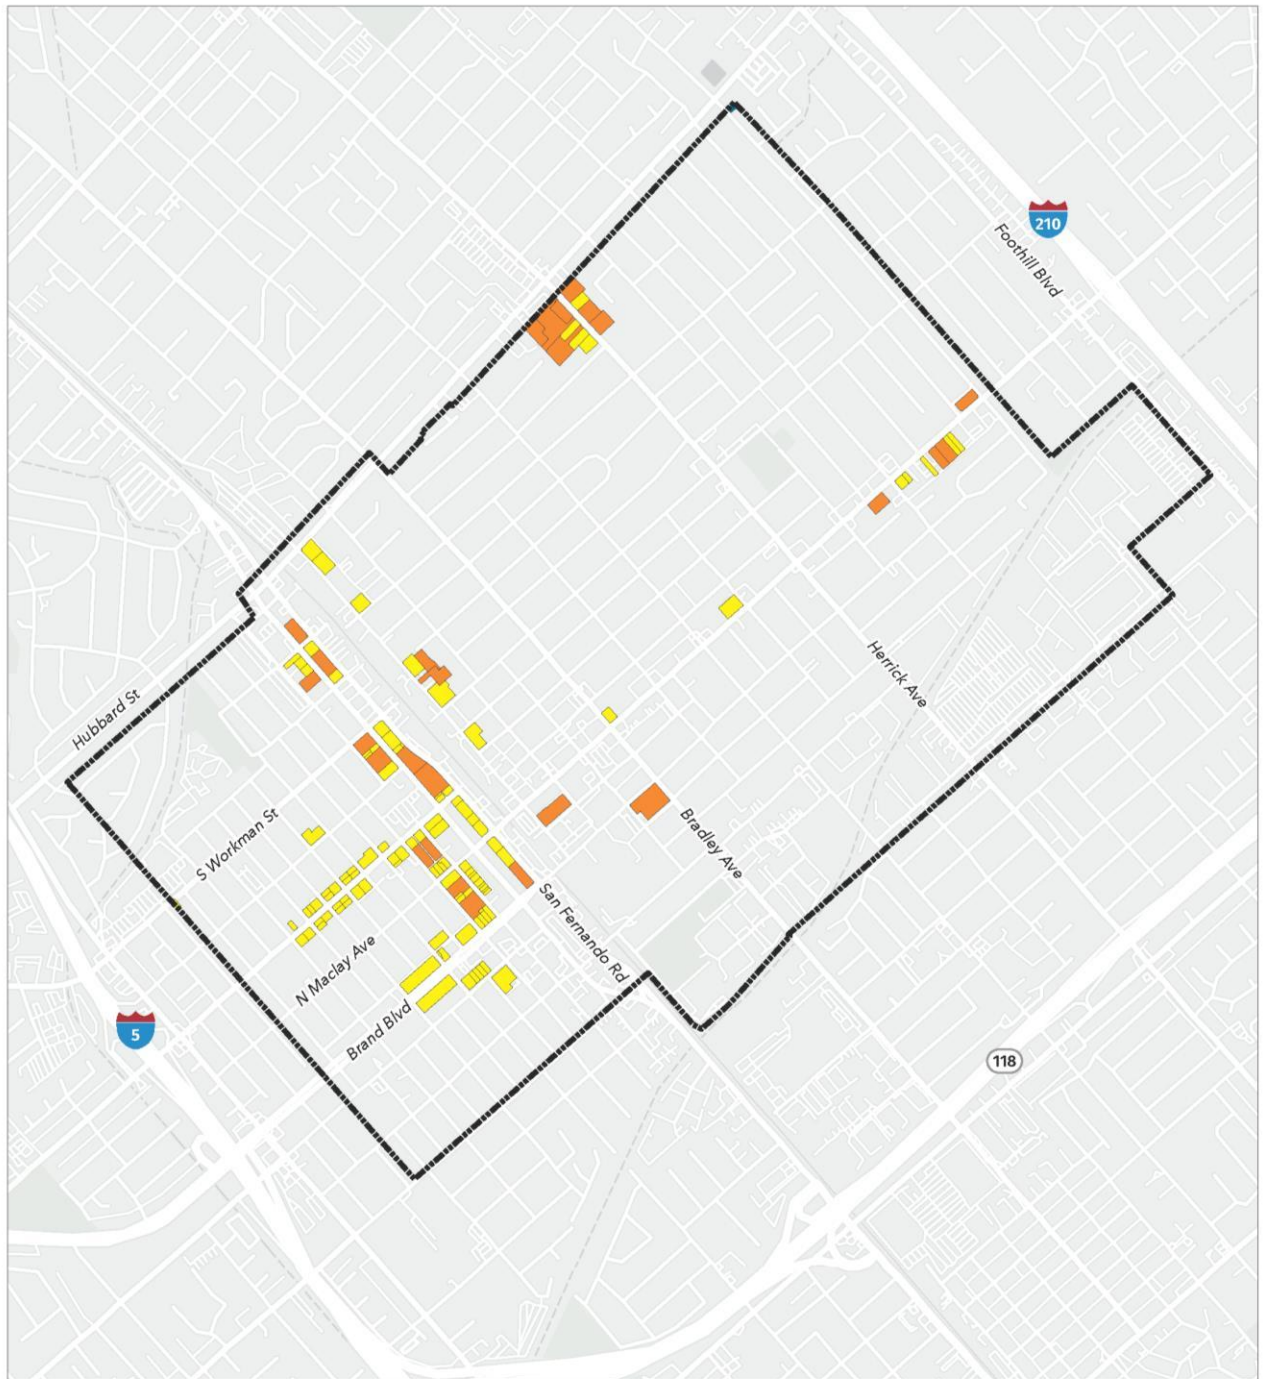 210
Foothill Blvd
Herrick Ave
Hubbard St
S Workman St
Bradley Ave
San Fernando Rd
N Maclay Ave
Brand Blvd
5
118